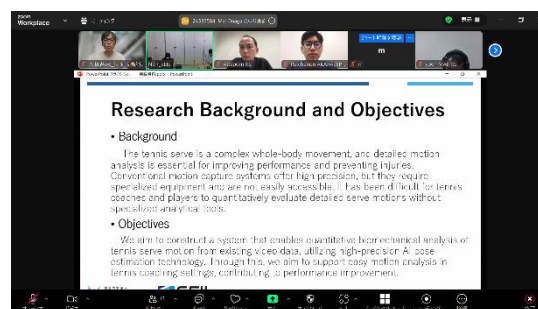 zoom
Workplace
Research Background and Objectives
• Background
The tennis serve is a complex whole-body movement, and detailed motion
analysis is essential for improving performance and preventing injuries.
Conventional motion capture systems offer high precision, but they require
specialized equipment and are not easily accessible. It has been difficult for tennis
coaches and players to quantitatively evaluate detailed serve motions without
specialized analytical tools.
• Objectives
We aim to construct a system that enables quantitative biomechanical analysis of
tennis serve motion from existing video data, utilizing high-precision AI pose
estimation technology. Through this, we aim to support easy motion analysis in
tennis coaching settings, contributing to performance improvement.